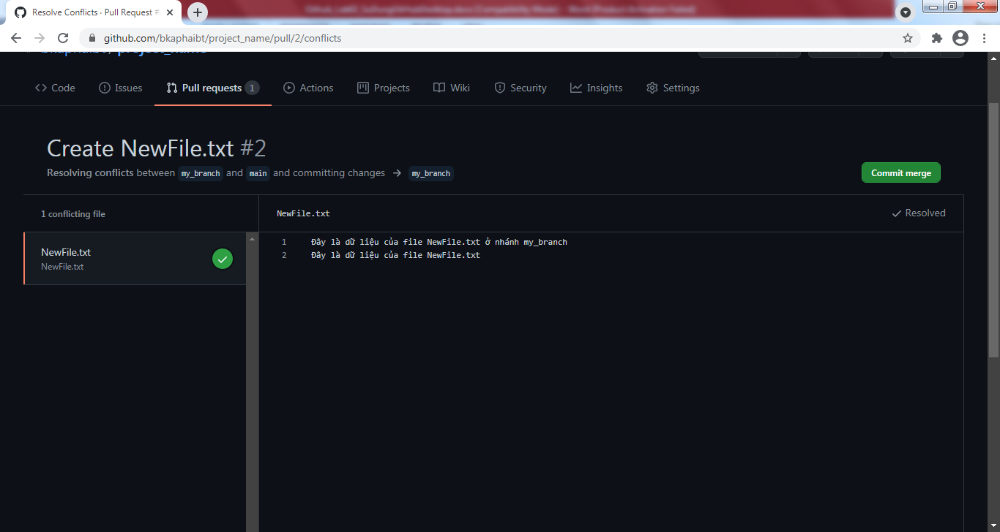 Resolve Conflicts · Pull Request #
github.com/bkaphaibt/project_name/pull/2/conflicts
bkaphaibt / project_name
Code Issues Pull requests 1 Actions Projects Wiki Security Insights Settings
Create NewFile.txt #2
Resolving conflicts between my_branch and main and committing changes → my_branch
Commit merge
1 conflicting file
NewFile.txt
Resolved
NewFile.txt
NewFile.txt
1 Đây là dữ liệu của file NewFile.txt ở nhánh my_branch
2 Đây là dữ liệu của file NewFile.txt